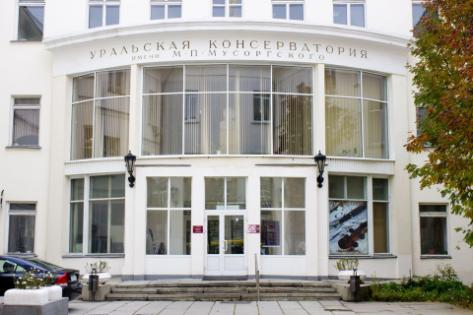 УРАЛЬСКАЯ КОНСЕРВАТОРИЯ
ИМЕНИ М·П·МУСОРГСКОГО